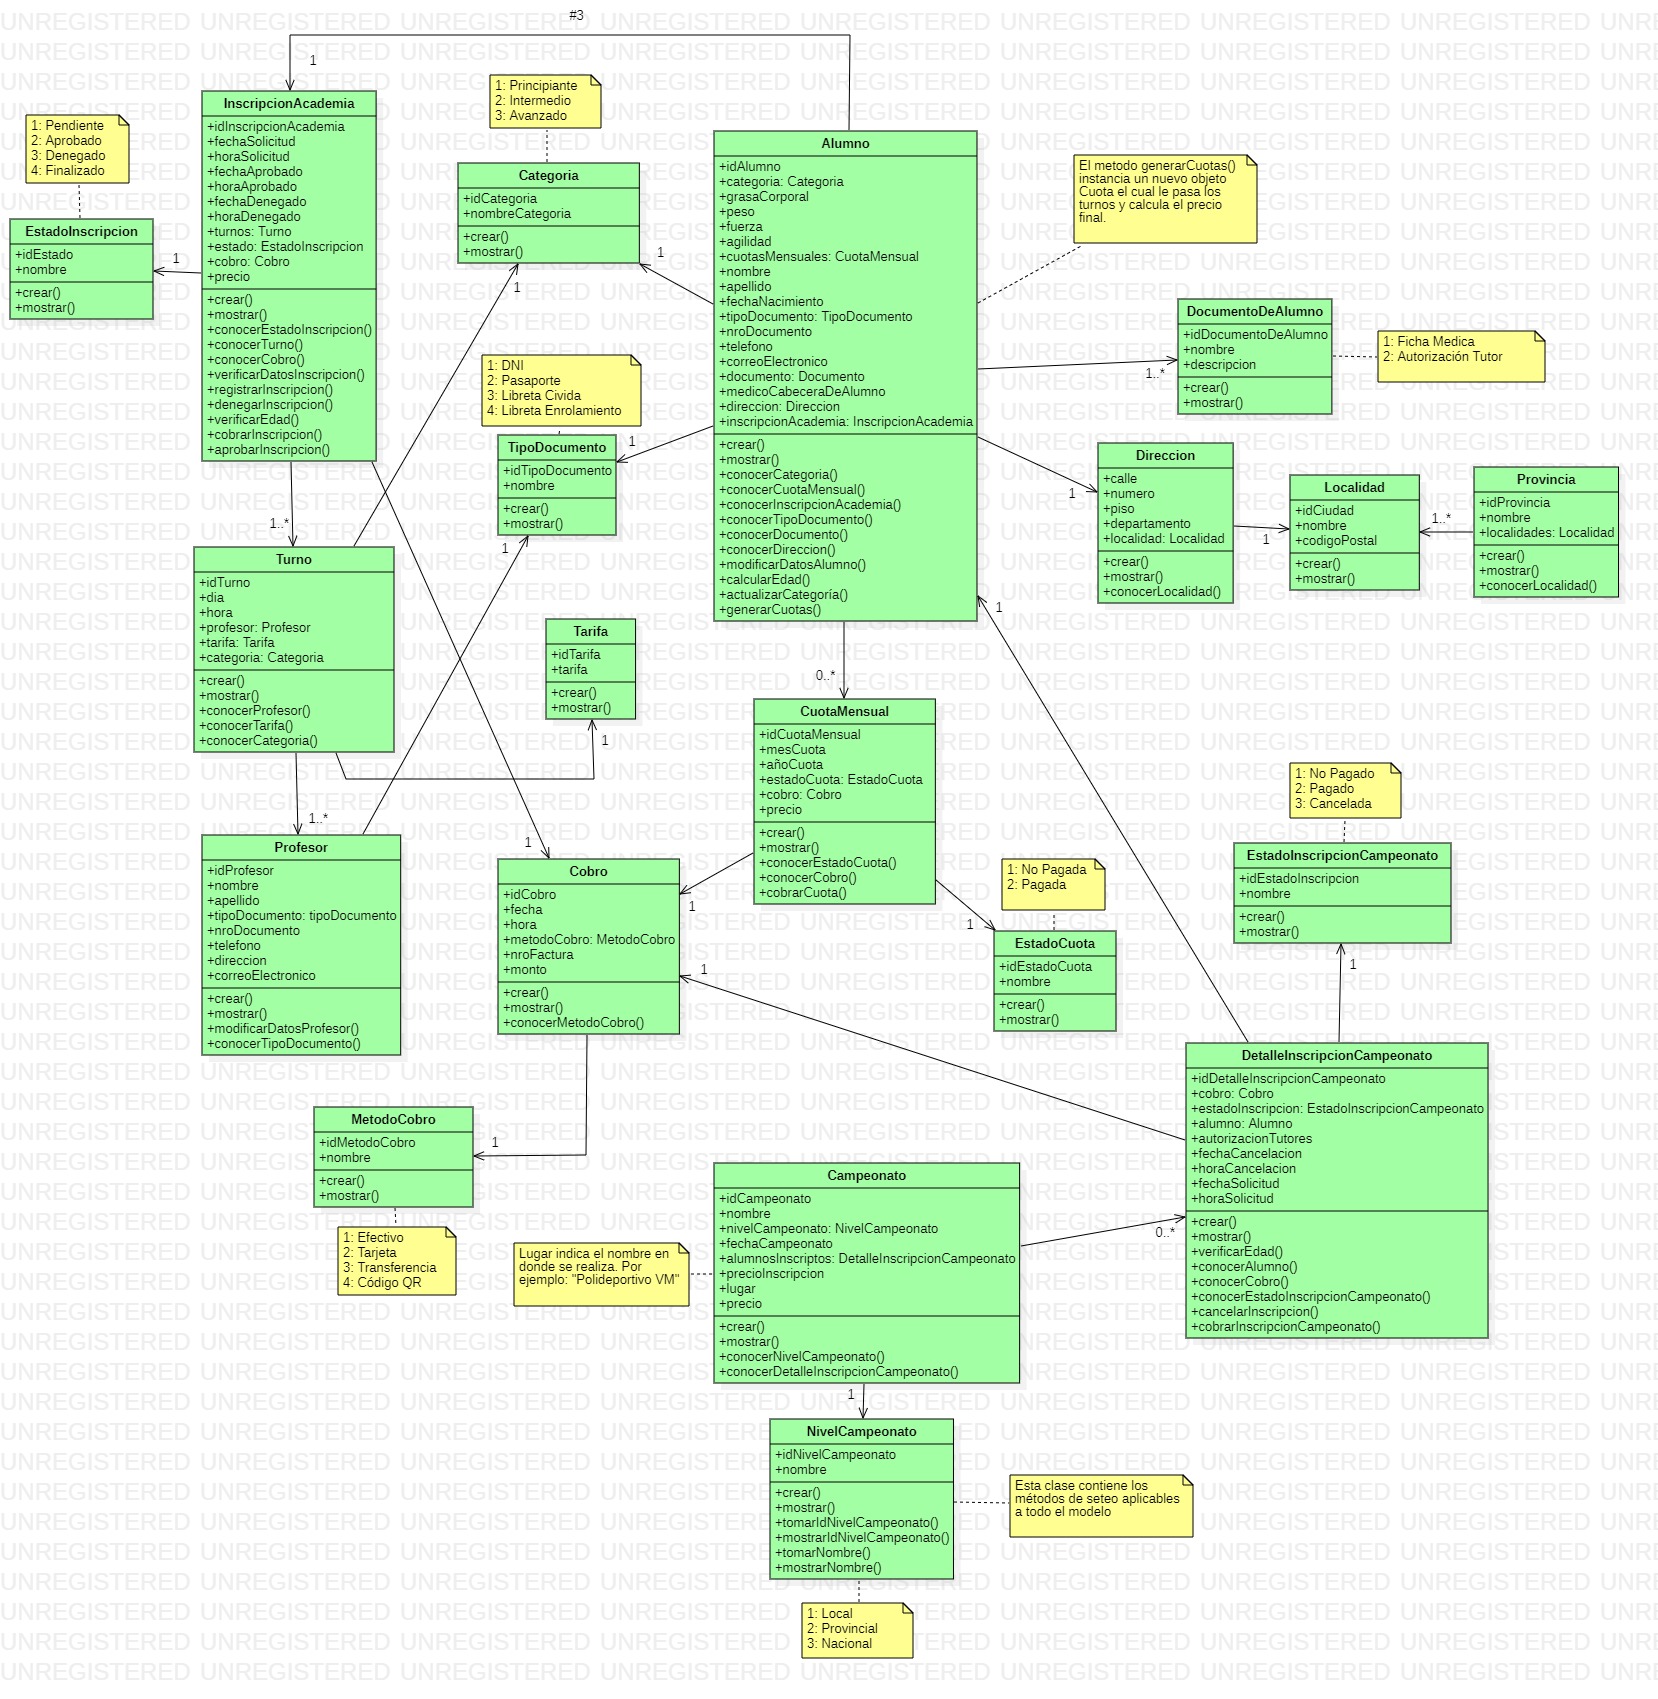 #3
1
InscripcionAcademia
+idInscripcionAcademia
+fechaSolicitud
+horaSolicitud
+fechaAprobado
+horaAprobado
+fechaDenegado
+horaDenegado
+turnos: Turno
+estado: EstadoInscripcion
+cobro: Cobro
+precio
+crear()
+mostrar()
+conocerEstadoInscripcion()
+conocerTurno()
+conocerCobro()
+verificarDatosInscripcion()
+registrarInscripcion()
+denegarInscripcion()
+verificarEdad()
+cobrarInscripcion()
+aprobarInscripcion()
1: Pendiente
2: Aprobado
3: Denegado
4: Finalizado
EstadoInscripcion
+idEstado
+nombre
+crear()
+mostrar()
1
1: Principiante
2: Intermedio
3: Avanzado
Categoria
+idCategoria
+nombreCategoria
+crear()
+mostrar()
1
1
Alumno
+idAlumno
+categoria: Categoria
+grasaCorporal
+peso
+fuerza
+agilidad
+cuotasMensuales: CuotaMensual
+nombre
+apellido
+fechaNacimiento
+tipoDocumento: TipoDocumento
+nroDocumento
+telefono
+correoElectronico
+documento: Documento
+medicoCabeceraDeAlumno
+direccion: Direccion
+inscripcionAcademia: InscripcionAcademia
+crear()
+mostrar()
+conocerCategoria()
+conocerCuotaMensual()
+conocerInscripcionAcademia()
+conocerTipoDocumento()
+conocerDocumento()
+conocerDireccion()
+modificarDatosAlumno()
+calcularEdad()
+actualizarCategoría()
+generarCuotas()
El metodo generarCuotas()
instancia un nuevo objeto
Cuota el cual le pasa los
turnos y calcula el precio
final.
DocumentoDeAlumno
+idDocumentoDeAlumno
+nombre
+descripcion
+crear()
+mostrar()
1..*
1: Ficha Medica
2: Autorización Tutor
1: DNI
2: Pasaporte
3: Libreta Civida
4: Libreta Enrolamiento
TipoDocumento
+idTipoDocumento
+nombre
+crear()
+mostrar()
1
1
Direccion
+calle
+numero
+piso
+departamento
+localidad: Localidad
+crear()
+mostrar()
+conocerLocalidad()
1
Localidad
+idCiudad
+nombre
+codigoPostal
+crear()
+mostrar()
1
1..*
Provincia
+idProvincia
+nombre
+localidades: Localidad
+crear()
+mostrar()
+conocerLocalidad()
1..*
Turno
+idTurno
+dia
+hora
+profesor: Profesor
+tarifa: Tarifa
+categoria: Categoria
+crear()
+mostrar()
+conocerProfesor()
+conocerTarifa()
+conocerCategoria()
Tarifa
+idTarifa
+tarifa
+crear()
+mostrar()
1
1
0..*
CuotaMensual
+idCuotaMensual
+mesCuota
+añoCuota
+estadoCuota: EstadoCuota
+cobro: Cobro
+precio
+crear()
+mostrar()
+conocerEstadoCuota()
+conocerCobro()
+cobrarCuota()
1..*
Profesor
+idProfesor
+nombre
+apellido
+tipoDocumento: tipoDocumento
+nroDocumento
+telefono
+direccion
+correoElectronico
+crear()
+mostrar()
+modificarDatosProfesor()
+conocerTipoDocumento()
1
Cobro
+idCobro
+fecha
+hora
+metodoCobro: MetodoCobro
+nroFactura
+monto
+crear()
+mostrar()
+conocerMetodoCobro()
1
1
1: No Pagada
2: Pagada
1
EstadoCuota
+idEstadoCuota
+nombre
+crear()
+mostrar()
1: No Pagado
2: Pagado
3: Cancelada
EstadoInscripcionCampeonato
+idEstadoInscripcion
+nombre
+crear()
+mostrar()
1
DetalleInscripcionCampeonato
+idDetalleInscripcionCampeonato
+cobro: Cobro
+estadoInscripcion: EstadoInscripcionCampeonato
+alumno: Alumno
+autorizacionTutores
+fechaCancelacion
+horaCancelacion
+fechaSolicitud
+horaSolicitud
+crear()
+mostrar()
+verificarEdad()
+conocerAlumno()
+conocerCobro()
+conocerEstadoInscripcionCampeonato()
+cancelarInscripcion()
+cobrarInscripcionCampeonato()
MetodoCobro
+idMetodoCobro
+nombre
+crear()
+mostrar()
1
1: Efectivo
2: Tarjeta
3: Transferencia
4: Código QR
Lugar indica el nombre en
donde se realiza. Por
ejemplo: "Polideportivo VM"
Campeonato
+idCampeonato
+nombre
+nivelCampeonato: NivelCampeonato
+fechaCampeonato
+alumnosInscriptos: DetalleInscripcionCampeonato
+precioInscripcion
+lugar
+precio
+crear()
+mostrar()
+conocerNivelCampeonato()
+conocerDetalleInscripcionCampeonato()
0..*
1
NivelCampeonato
+idNivelCampeonato
+nombre
+crear()
+mostrar()
+tomarIdNivelCampeonato()
+mostrarIdNivelCampeonato()
+tomarNombre()
+mostrarNombre()
Esta clase contiene los
métodos de seteo aplicables
a todo el modelo
1: Local
2: Provincial
3: Nacional
UNREGISTERED